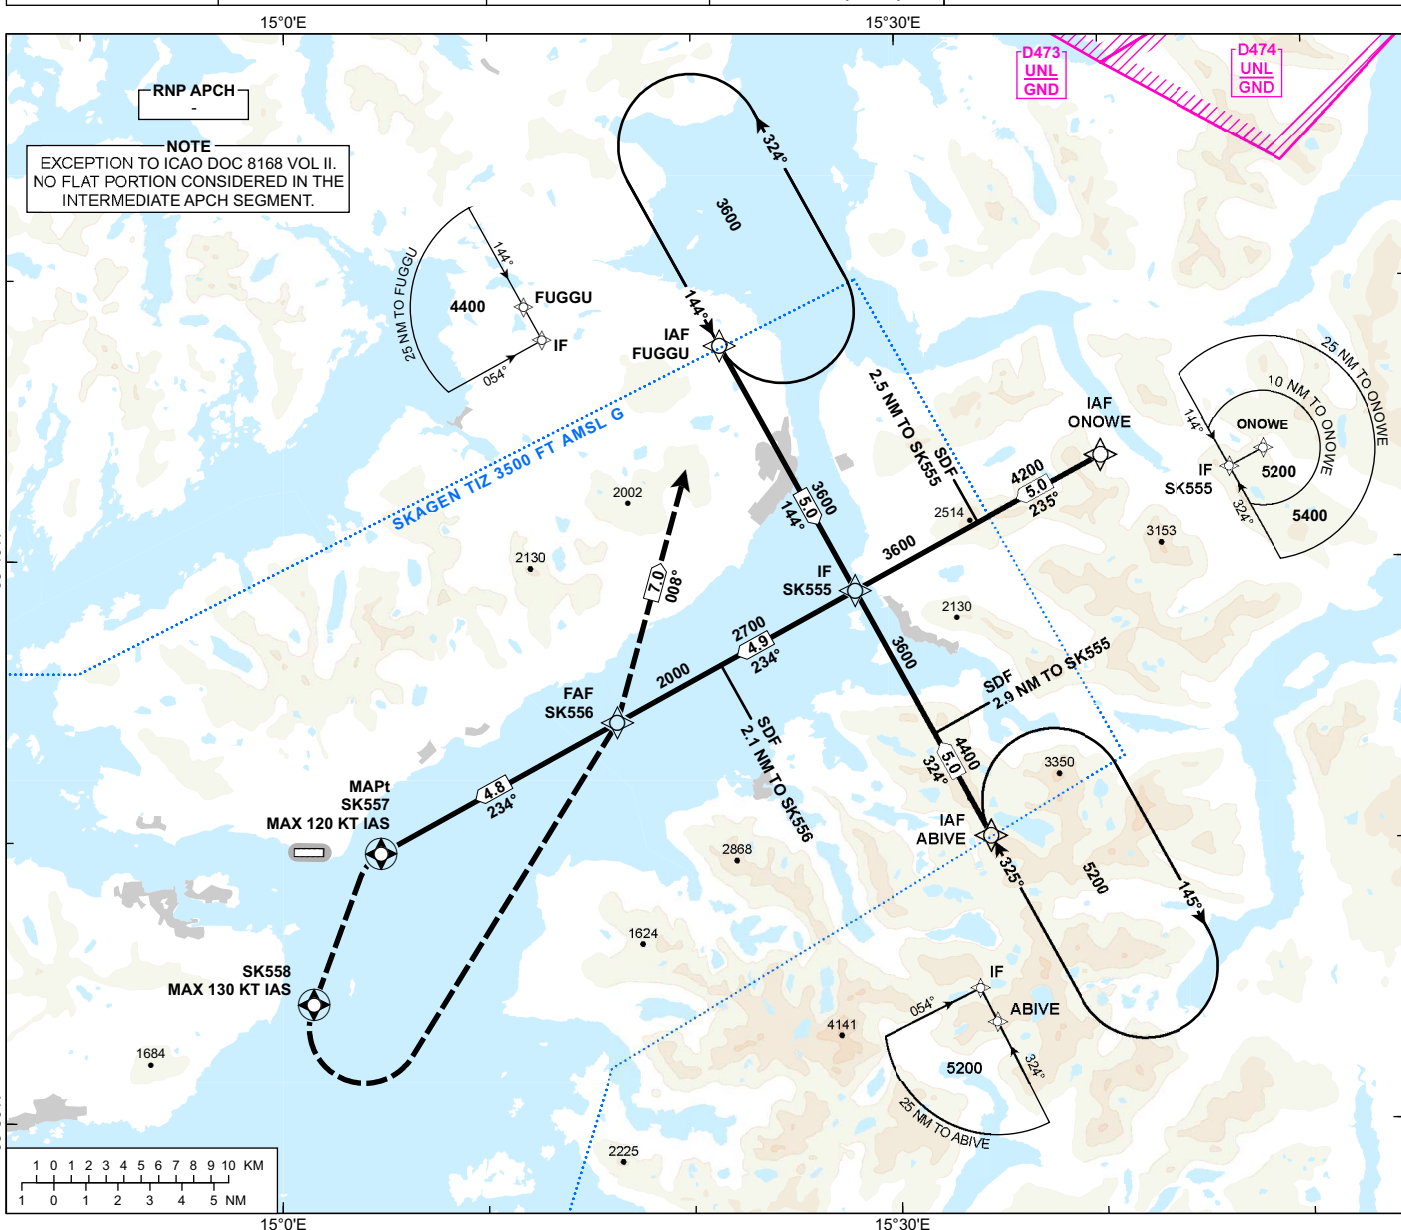 15°0'E
15°30'E
RNP APCH
-
NOTE
EXCEPTION TO ICAO DOC 8168 VOL II.
NO FLAT PORTION CONSIDERED IN THE
INTERMEDIATE APCH SEGMENT.
D473
UNL
GND
D474
UNL
GND
324°
3600
144°
25 NM TO FUGGU
144°
4400
FUGGU
IF
054°
IAF
FUGGU
SKAGEN TIZ 3500 FT AMSL G
2.5 NM TO SK555
SDF
IAF
ONOWE
4200
5.0
235°
25 NM TO ONOWE
10 NM TO ONOWE
144°
ONOWE
IF
SK555
5200
324°
5400
2002
3600
5.0
144°
2514
3153
2130
3600
7.0
008°
IF
SK555
2130
2700
4.9
234°
3600
2000
SDF
2.9 NM TO SK555
FAF
SK556
SDF
2.1 NM TO SK556
4400
5.0
324°
3350
4.8
234°
MAPt
SK557
MAX 120 KT IAS
IAF
ABIVE
2868
325°
5200
145°
1624
SK558
MAX 130 KT IAS
IF
054°
ABIVE
4141
5200
324°
25 NM TO ABIVE
1684
2225
1 0 1 2 3 4 5 6 7 8 9 10 KM
1 0 1 2 3 4 5 NM
15°0'E
15°30'E